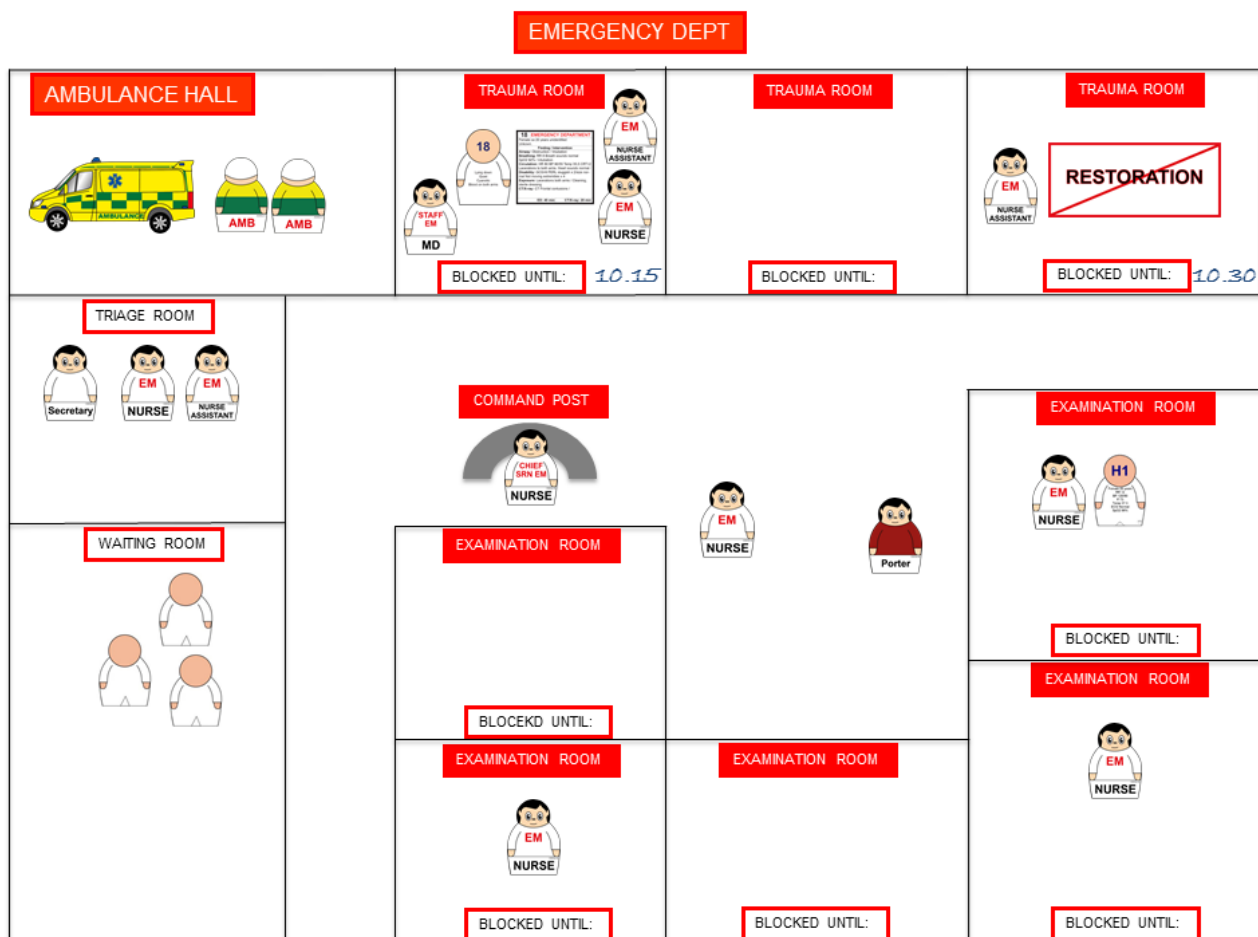 EMERGENCY DEPT
AMBULANCE HALL
AMBULANCE
AMB
AMB
TRAUMA ROOM
18
18 EMERGENCY DEPARTMENT
STAFF
EM
MD
EM
NURSE
ASSISTANT
EM
NURSE
BLOCKED UNTIL: 10.15
TRAUMA ROOM
BLOCKED UNTIL:
TRAUMA ROOM
EM
NURSE
ASSISTANT
RESTORATION
BLOCKED UNTIL: 10.30
TRIAGE ROOM
Secretary
EM
NURSE
EM
NURSE
ASSISTANT
WAITING ROOM
COMMAND POST
CHIEF
SRN EM
NURSE
EM
NURSE
Porter
EXAMINATION ROOM
EM
NURSE
H1
BLOCKED UNTIL:
EXAMINATION ROOM
BLOCEKD UNTIL:
EXAMINATION ROOM
EM
NURSE
BLOCKED UNTIL:
EXAMINATION ROOM
BLOCKED UNTIL:
EXAMINATION ROOM
EM
NURSE
BLOCKED UNTIL: